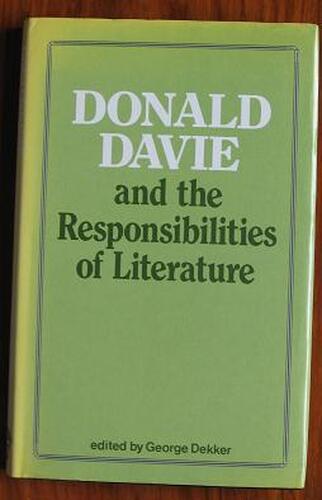 DONALD
DAVIE
and the
Responsibilities
of Literature
edited by George Dekker